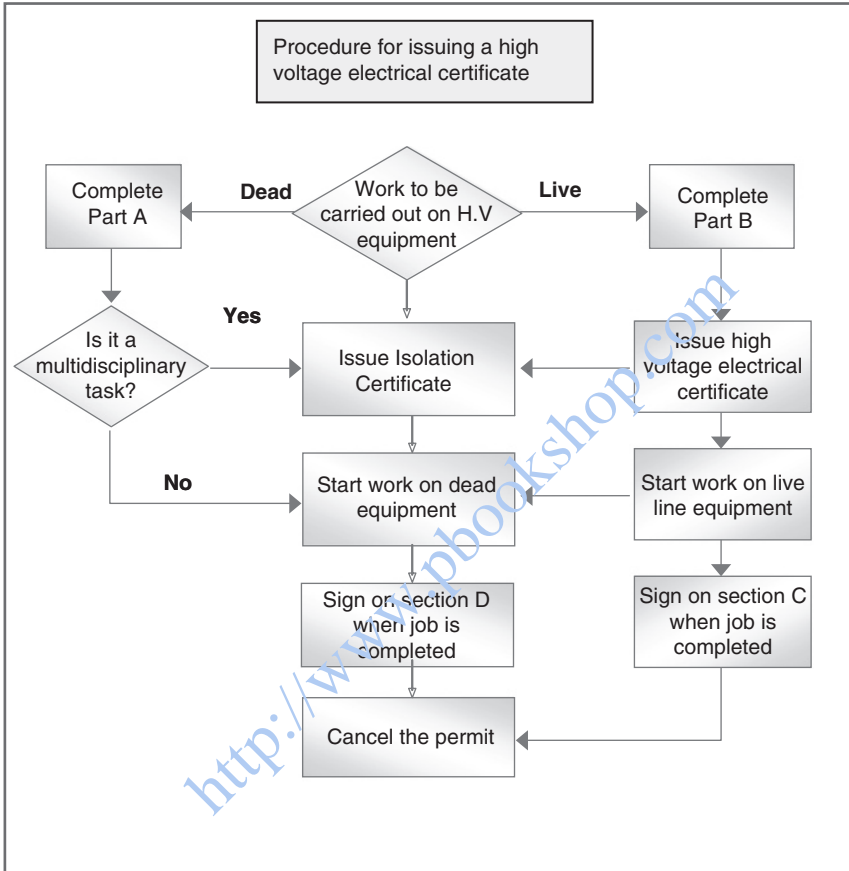 Procedure for issuing a high
voltage electrical certificate
Complete
Part A
Dead
Work to be
carried out on H.V
equipment
Live
Complete
Part B
Is it a
multidisciplinary
task?
Yes
Issue Isolation
Certificate
Issue high
voltage electrical
certificate
No
Start work on dead
equipment
Start work on live
line equipment
Sign on section D
when job is
completed
Sign on section C
when job is
completed
Cancel the permit
http://www.pbookshop.com